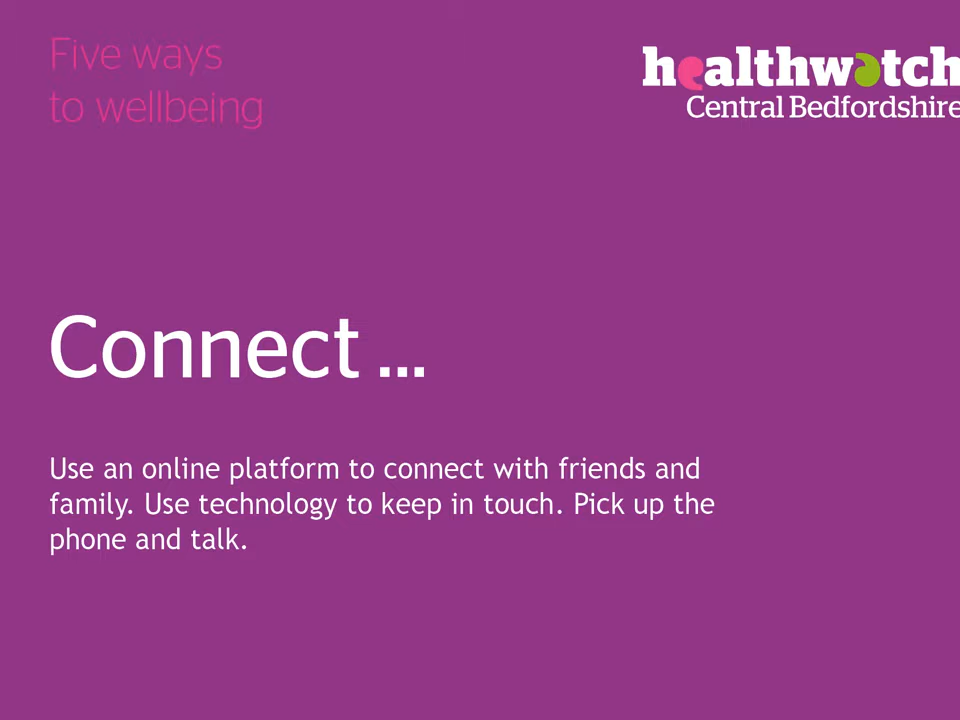 Five ways
to wellbeing
healthwatch
Central Bedfordshire
Connect ...
Use an online platform to connect with friends and
family. Use technology to keep in touch. Pick up the
phone and talk.